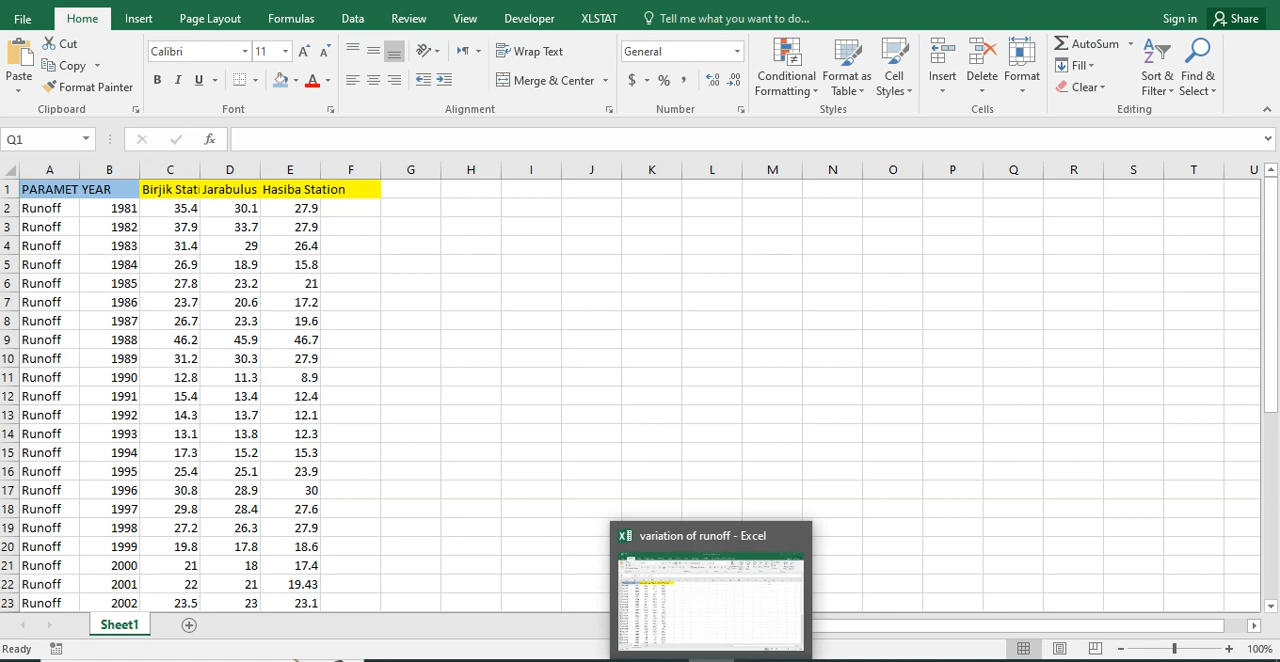 File Home Insert Page Layout Formulas Data Review View Developer XLSTAT Tell me what you want to do... Sign in Share
Paste Cut Copy Format Painter
Calibri 11
B I U
Wrap Text
Merge & Center
General
$ % ,
Conditional Formatting Format as Table Cell Styles
Insert Delete Format
AutoSum Fill Clear
Sort & Filter Find & Select
Clipboard Font Alignment Number Styles Cells Editing
Q1 fx
A B C D E F G H I J K L M N O P Q R S T U
1 PARAMET YEAR Birjik Stati Jarabulus Hasiba Station
2 Runoff 1981 35.4 30.1 27.9
3 Runoff 1982 37.9 33.7 27.9
4 Runoff 1983 31.4 29 26.4
5 Runoff 1984 26.9 18.9 15.8
6 Runoff 1985 27.8 23.2 21
7 Runoff 1986 23.7 20.6 17.2
8 Runoff 1987 26.7 23.3 19.6
9 Runoff 1988 46.2 45.9 46.7
10 Runoff 1989 31.2 30.3 27.9
11 Runoff 1990 12.8 11.3 8.9
12 Runoff 1991 15.4 13.4 12.4
13 Runoff 1992 14.3 13.7 12.1
14 Runoff 1993 13.1 13.8 12.3
15 Runoff 1994 17.3 15.2 15.3
16 Runoff 1995 25.4 25.1 23.9
17 Runoff 1996 30.8 28.9 30
18 Runoff 1997 29.8 28.4 27.6
19 Runoff 1998 27.2 26.3 27.9
20 Runoff 1999 19.8 17.8 18.6
21 Runoff 2000 21 18 17.4
22 Runoff 2001 22 21 19.43
23 Runoff 2002 23.5 23 23.1
variation of runoff - Excel
Sheet1
Ready 100%